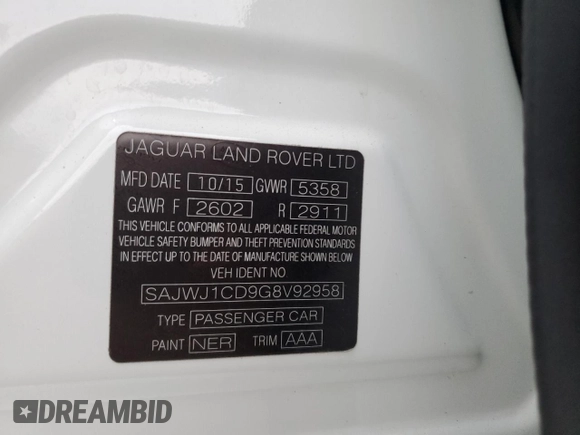 JAGUAR LAND ROVER LTD
MFD DATE 10/15 GVWR 5358
GAWR F 2602 R 2911
THIS VEHICLE CONFORMS TO ALL APPLICABLE FEDERAL MOTOR
VEHICLE SAFETY BUMPER AND THEFT PREVENTION STANDARDS
IN EFFECT UP TO THE DATE OF MANUFACTURE SHOWN ABOVE
VEH IDENT NO
SAJWJ1CD9G8V92958
TYPE PASSENGER CAR
PAINT NER TRIM AAA
DREAMBID